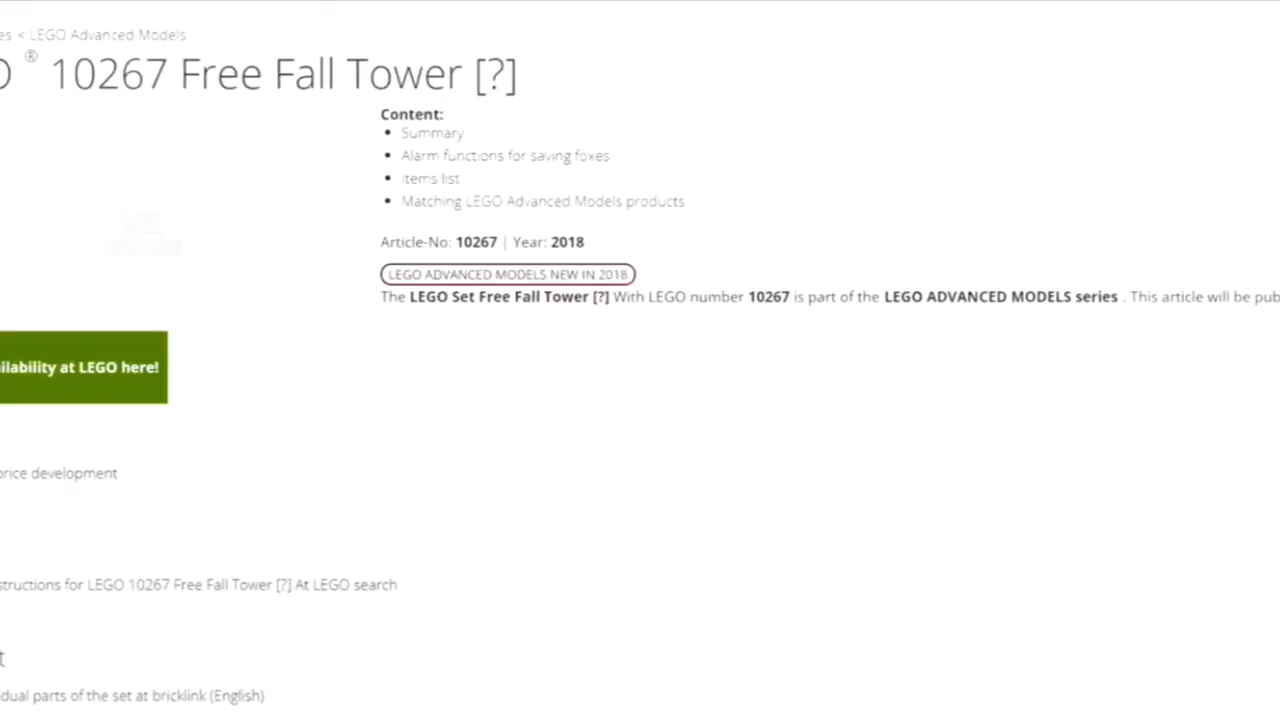 es < LEGO Advanced Models
O ® 10267 Free Fall Tower [?]
Content:
• Summary
• Alarm functions for saving foxes
• Items list
• Matching LEGO Advanced Models products
Article-No: 10267 | Year: 2018
LEGO ADVANCED MODELS NEW IN 2018
The LEGO Set Free Fall Tower [?] With LEGO number 10267 is part of the LEGO ADVANCED MODELS series . This article will be pub
ilability at LEGO here!
price development
structions for LEGO 10267 Free Fall Tower [?] At LEGO search
t
idual parts of the set at bricklink (English)